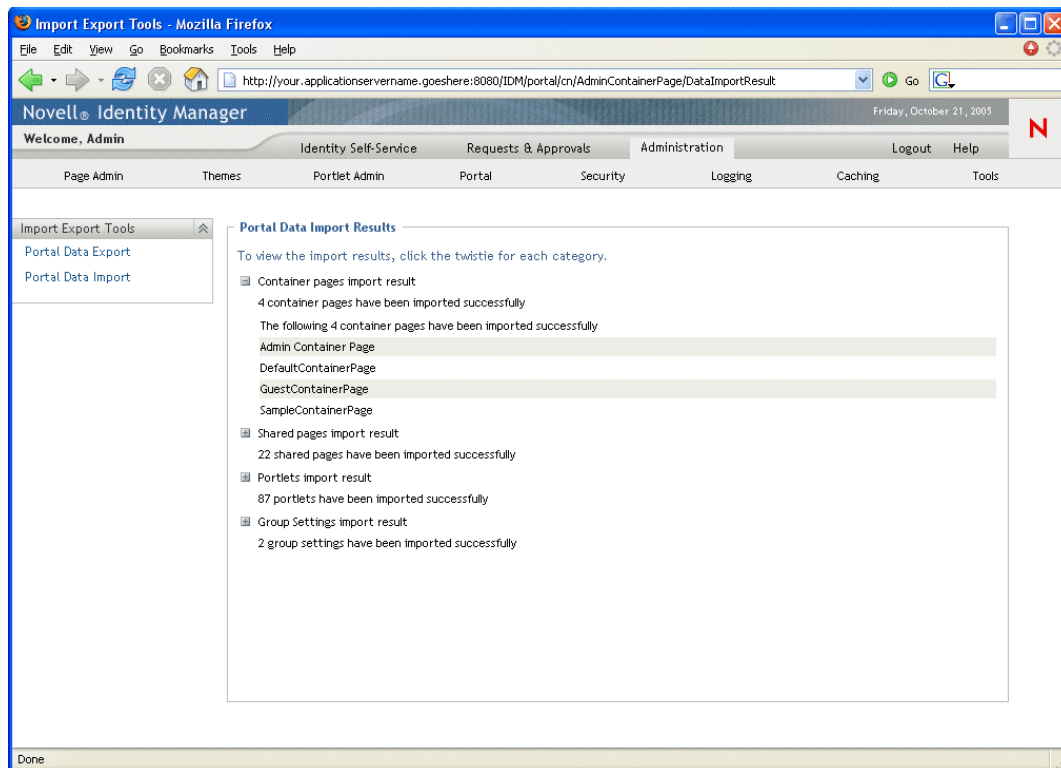 Import Export Tools - Mozilla Firefox
File Edit View Go Bookmarks Tools Help
http://your.applicationservername.goeshere:8080/IDM/portal/cn/AdminContainerPage/DataImportResult Go G
Novell® Identity Manager Friday, October 21, 2005
N
Welcome, Admin
Identity Self-Service Requests & Approvals Administration Logout Help
Page Admin Themes Portlet Admin Portal Security Logging Caching Tools
Import Export Tools
Portal Data Export
Portal Data Import
Portal Data Import Results
To view the import results, click the twistie for each category.
Container pages import result
4 container pages have been imported successfully
The following 4 container pages have been imported successfully
Admin Container Page
DefaultContainerPage
GuestContainerPage
SampleContainerPage
Shared pages import result
22 shared pages have been imported successfully
Portlets import result
87 portlets have been imported successfully
Group Settings import result
2 group settings have been imported successfully
Done